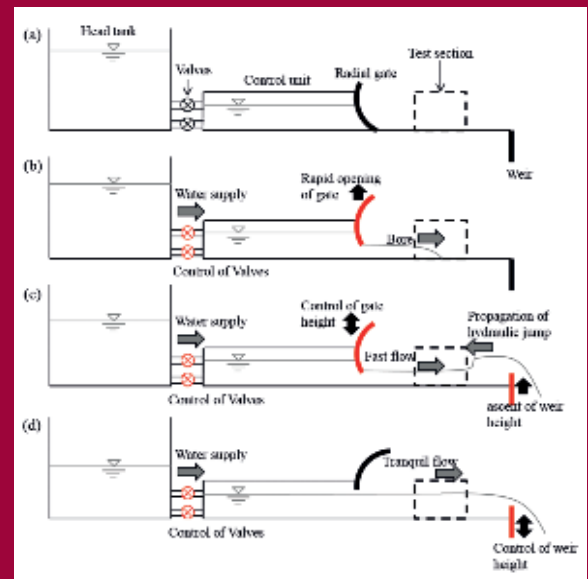 (a)
Head tank
Valves
Control unit
Radial gate
Test section
Weir
(b)
Water supply
Rapid opening
of gate
Bore
Control of Valves
(c)
Water supply
Control of gate
height
Fast flow
Propagation of
hydraulic jump
ascent of weir
height
Control of Valves
(d)
Water supply
Tranquil flow
Control of Valves
Control of weir
height